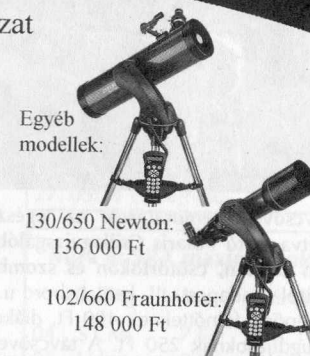 zat
Egyéb
modellek:
130/650 Newton:
136 000 Ft
102/660 Fraunhofer:
148 000 Ft